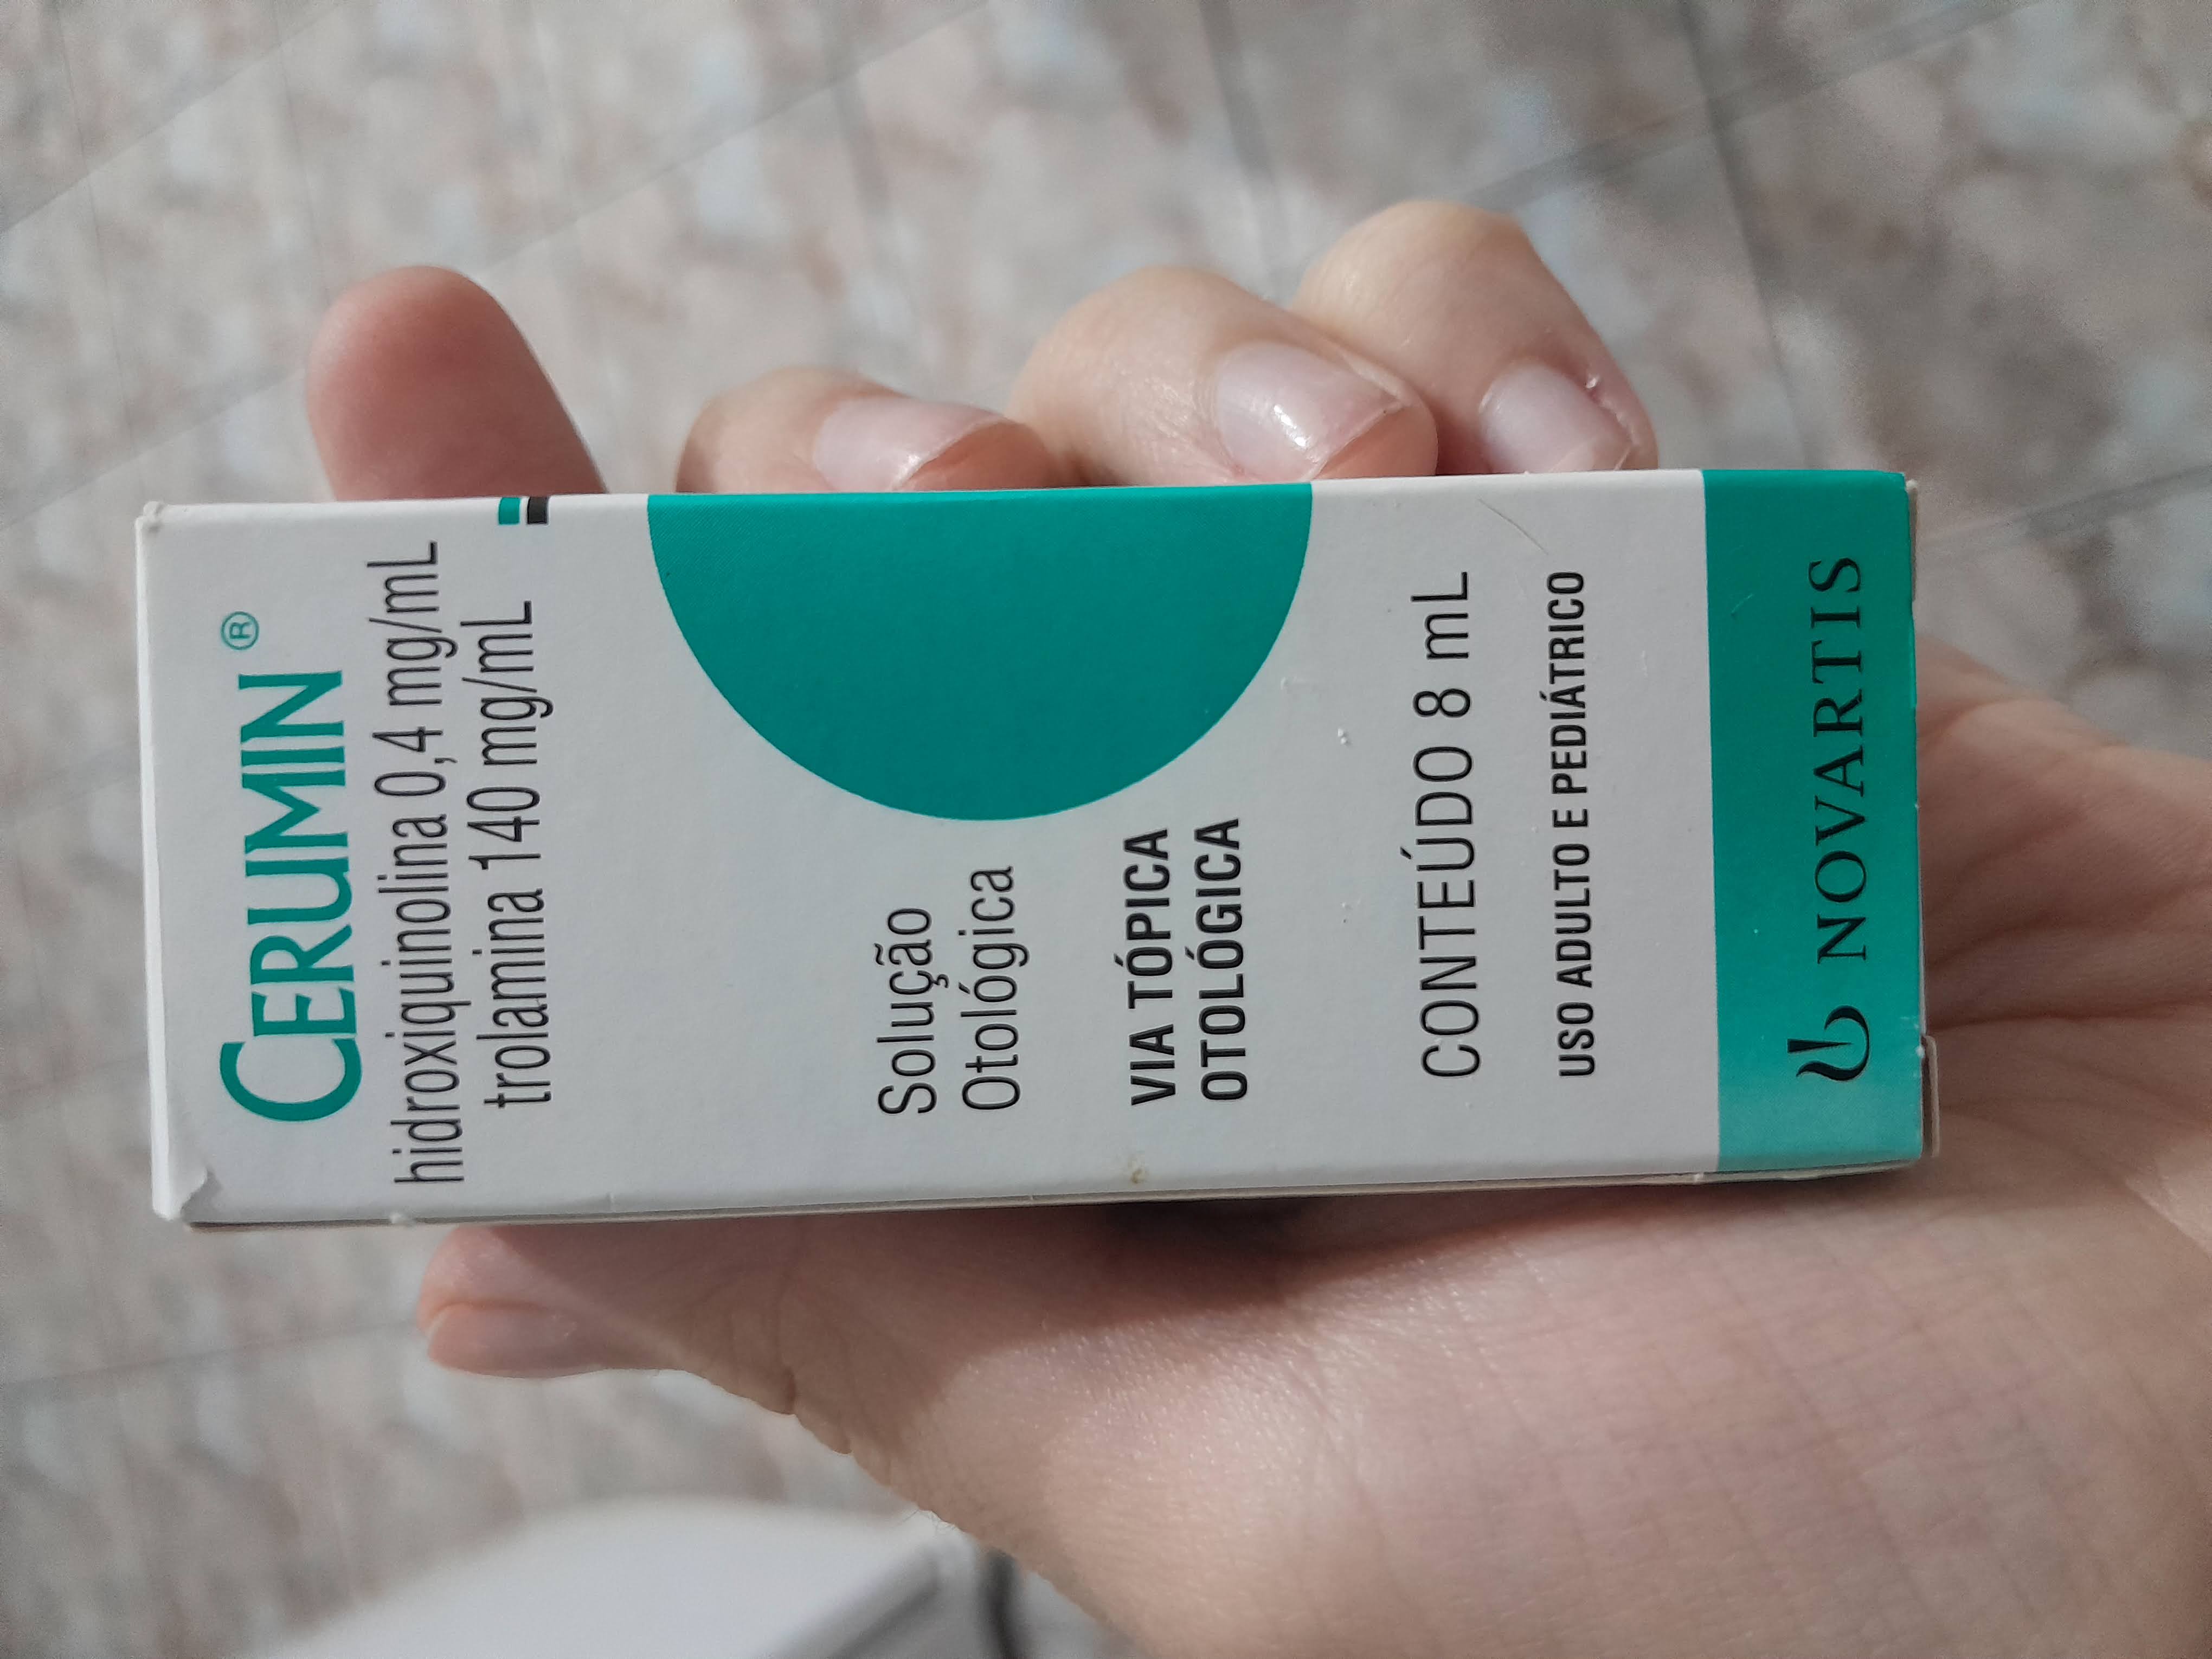 CERUMIN ®
hidroxiquinolina 0,4 mg/mL
trolamina 140 mg/mL
Solução
Otológica
VIA TÓPICA
OTOLÓGICA
CONTEÚDO 8 mL
USO ADULTO E PEDIÁTRICO
NOVARTIS